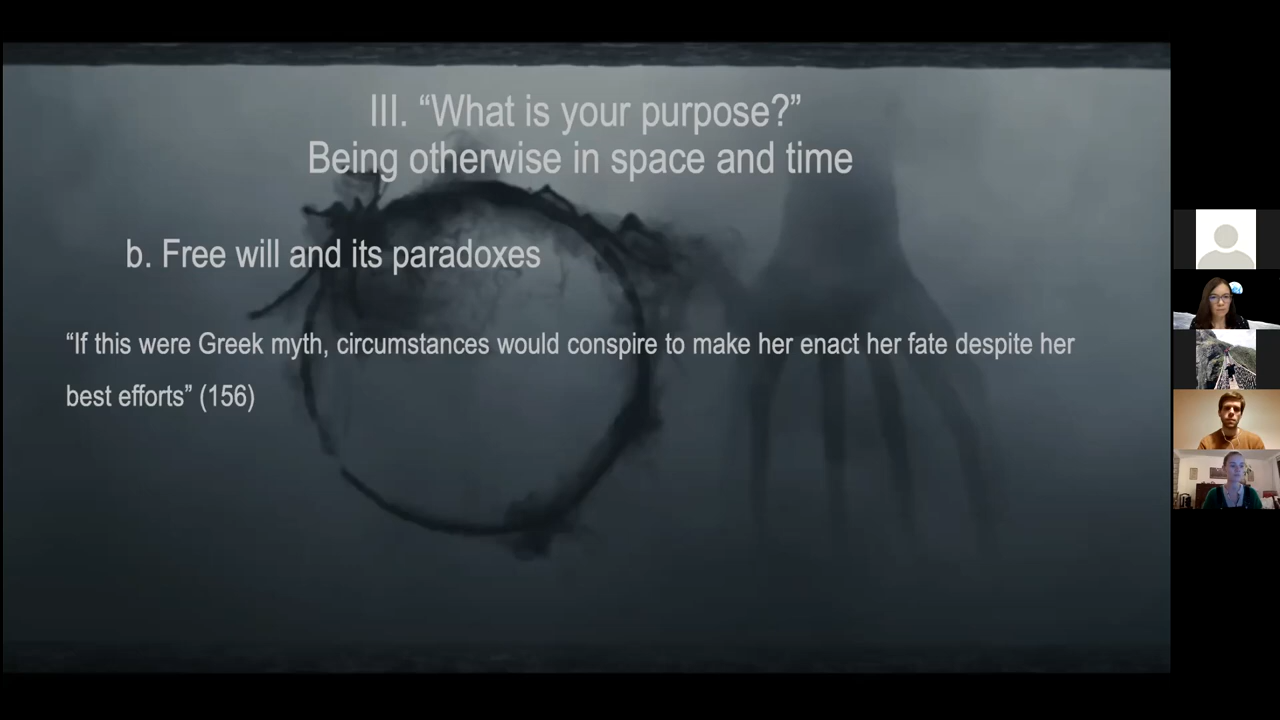 III. “What is your purpose?”
Being otherwise in space and time
b. Free will and its paradoxes
“If this were Greek myth, circumstances would conspire to make her enact her fate despite her
best efforts” (156)